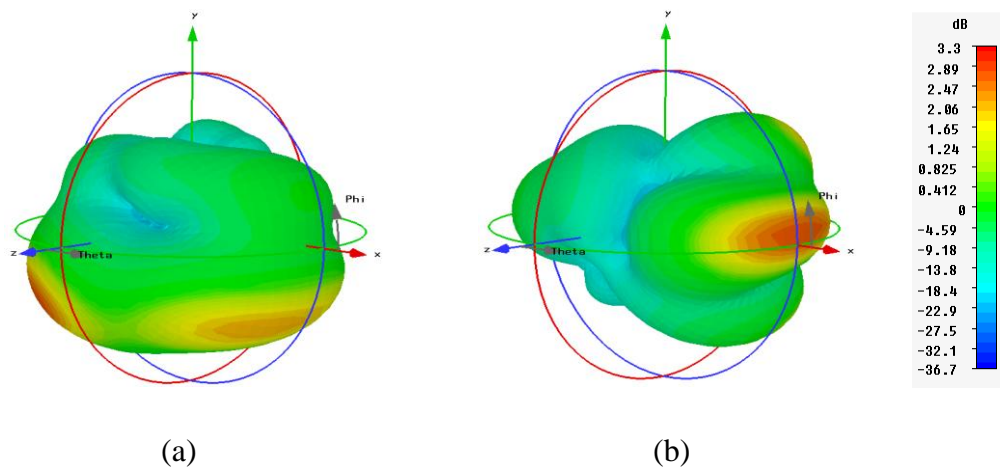 y
Phi
z
Theta
x
(a)
y
Phi
z
Theta
x
(b)
dB
3.3
2.89
2.47
2.06
1.65
1.24
0.825
0.412
0
-4.59
-9.18
-13.8
-18.4
-22.9
-27.5
-32.1
-36.7